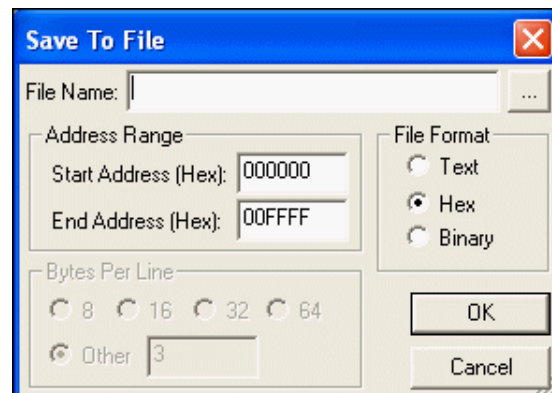 Save To File
File Name:
...
Address Range
Start Address (Hex): 000000
End Address (Hex): 00FFFF
File Format
Text
Hex
Binary
Bytes Per Line
8 16 32 64
Other 3
OK
Cancel